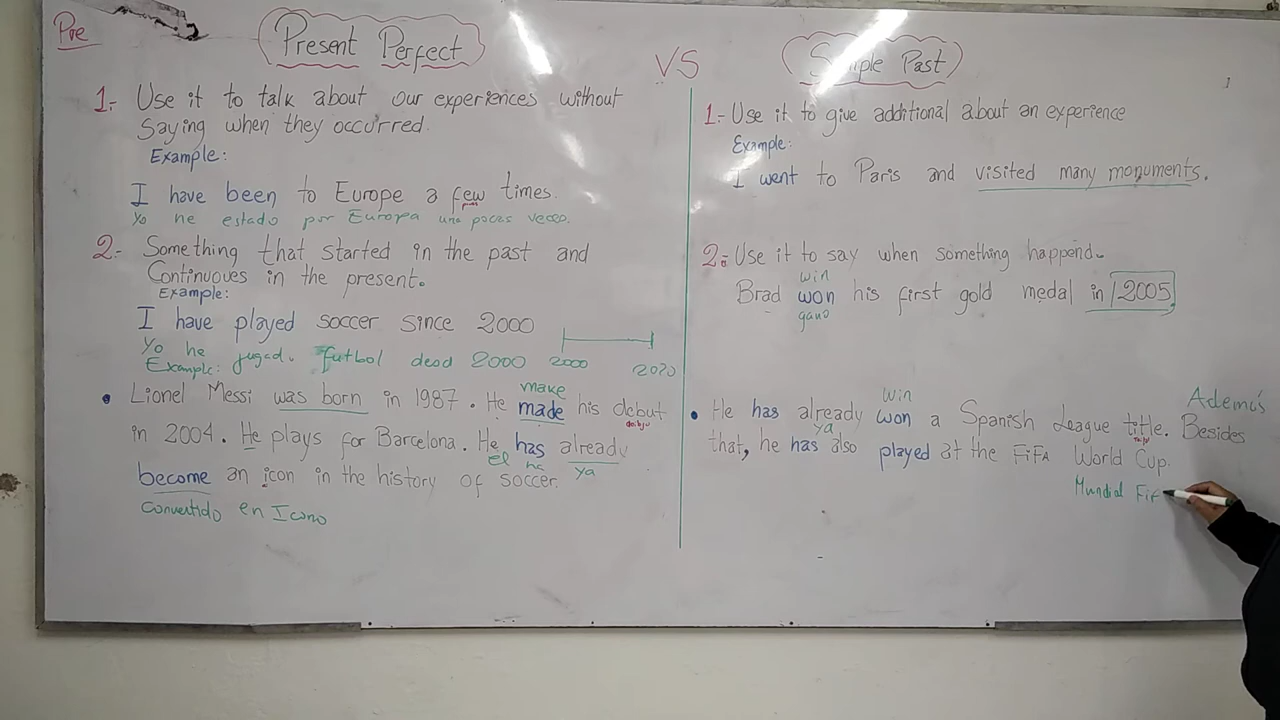 Pre
Present Perfect
1.- Use it to talk about our experiences without
Saying when they occurred.
Example:
I have been to Europe a few times.
Yo he estado por Europa una pocas veces.
2.- Something that started in the past and
Continuoves in the present.
Example:
I have played soccer since 2000
Yo he jugad. futbol desd 2000
2000 2020
Example:
make
• Lionel Messi was born in 1987. He made his debut
in 2004. He plays for Barcelona. He has already
el ha ya
become an icon in the history of soccer.
convertido en Icono
VS
Simple Past
1.- Use it to give additional about an experience
Example:
I went to Paris and visited many monuments.
2.- Use it to say when something happend.
win
Brad won his first gold medal in 2005
gano
win Ademas
• He has already won a Spanish League title. Besides
ya
that, he has also played at the FiFA World Cup.
Mundial Fif